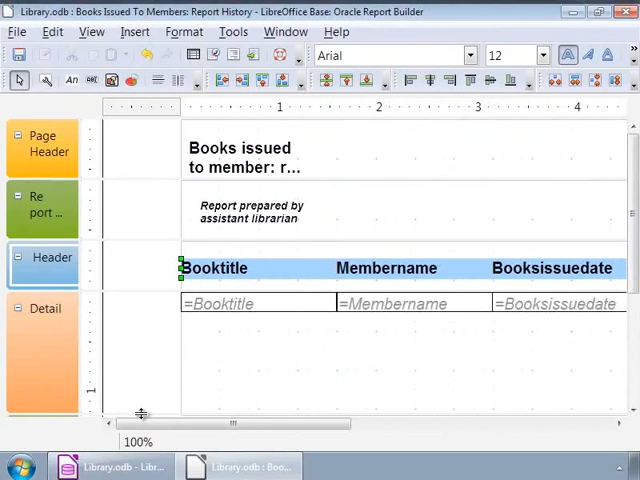 Library.odb : Books Issued To Members: Report History - LibreOffice Base: Oracle Report Builder
File Edit View Insert Format Tools Window Help
Arial 12
1 2 3 4
Page
Header
Books issued
to member: r...
Re
port ...
Report prepared by
assistant librarian
Header
Booktitle Membername Booksissuedate
Detail
=Booktitle =Membername =Booksissuedate
1
100%
Library.odb - Libr... Library.odb : Boo...